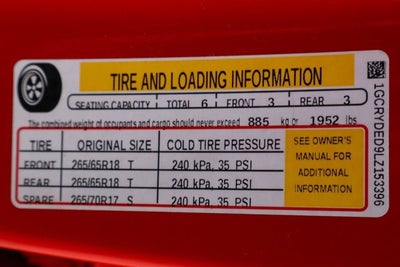 TIRE AND LOADING INFORMATION
SEATING CAPACITY TOTAL 6 FRONT 3 REAR 3
The combined weight of occupants and cargo should never exceed 885 kg or 1952 lbs
TIRE ORIGINAL SIZE COLD TIRE PRESSURE
FRONT 265/65R18 T 240 kPa, 35 PSI
REAR 265/65R18 T 240 kPa, 35 PSI
SPARE 265/70R17 S 240 kPa, 35 PSI
SEE OWNER'S
MANUAL FOR
ADDITIONAL
INFORMATION
1GCRYDED9LZ153396